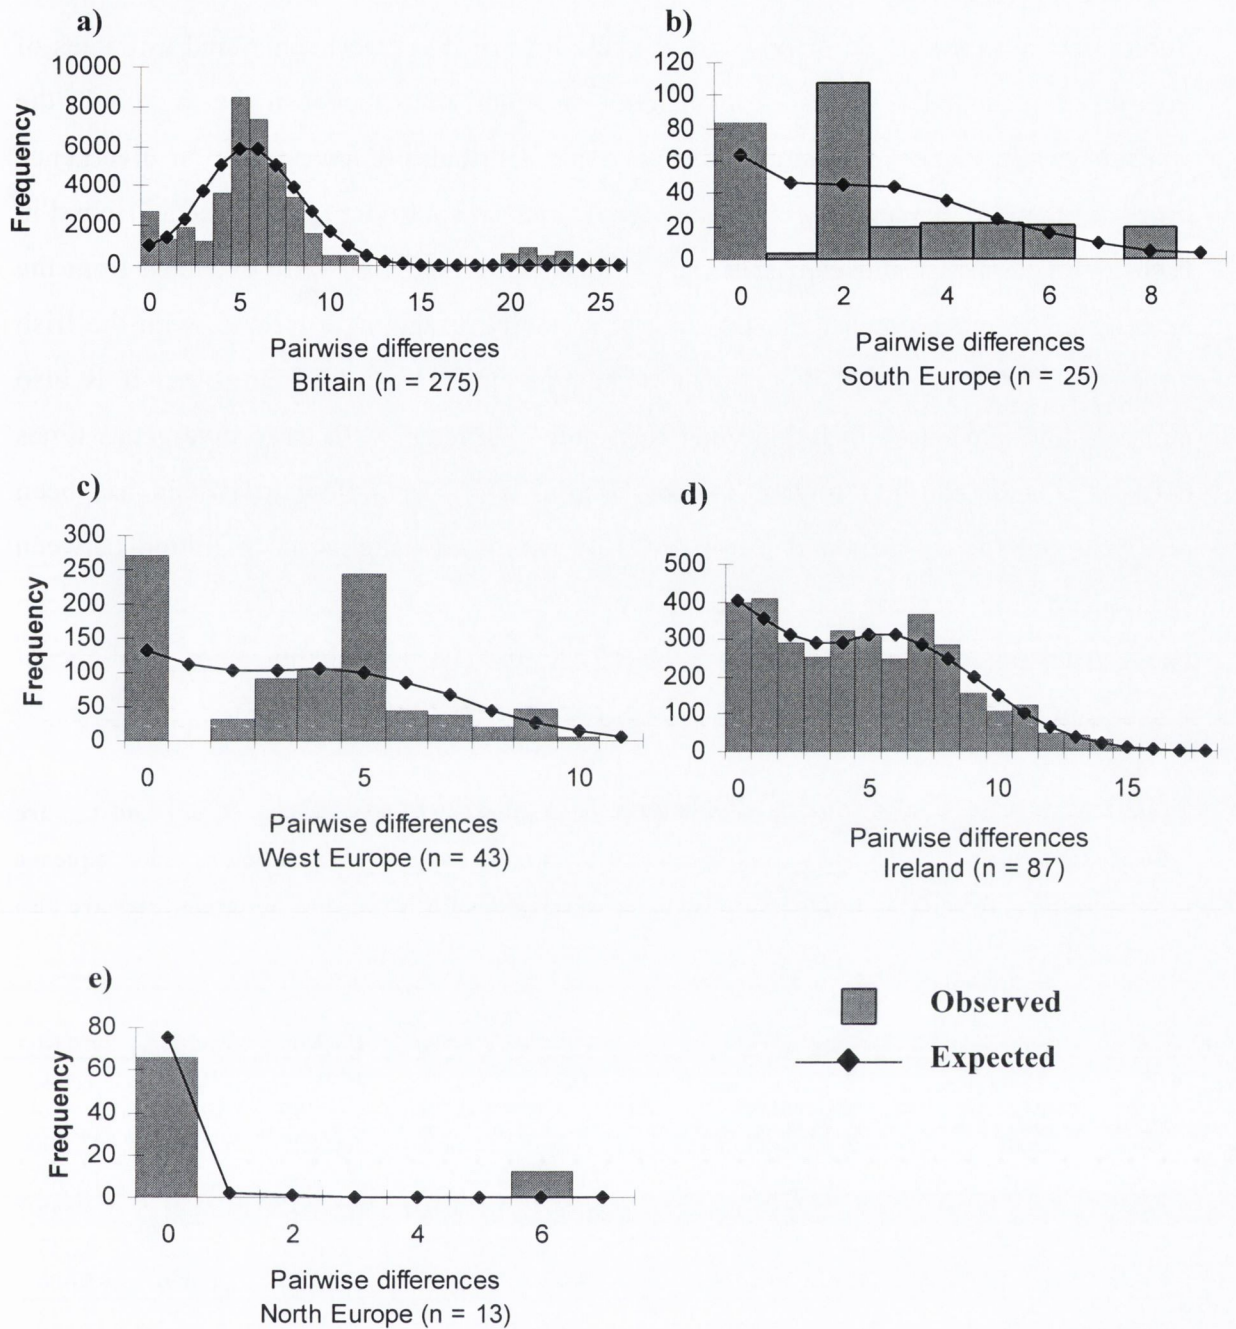 a)
10000
8000
6000
4000
2000
0
Frequency
0 5 10 15 20 25
Pairwise differences
Britain (n = 275)
b)
120
100
80
60
40
20
0
0 2 4 6 8
Pairwise differences
South Europe (n = 25)
c)
300
250
200
150
100
50
0
Frequency
0 5 10
Pairwise differences
West Europe (n = 43)
d)
500
400
300
200
100
0
0 5 10 15
Pairwise differences
Ireland (n = 87)
e)
80
60
40
20
0
Frequency
0 2 4 6
Pairwise differences
North Europe (n = 13)
Observed
Expected